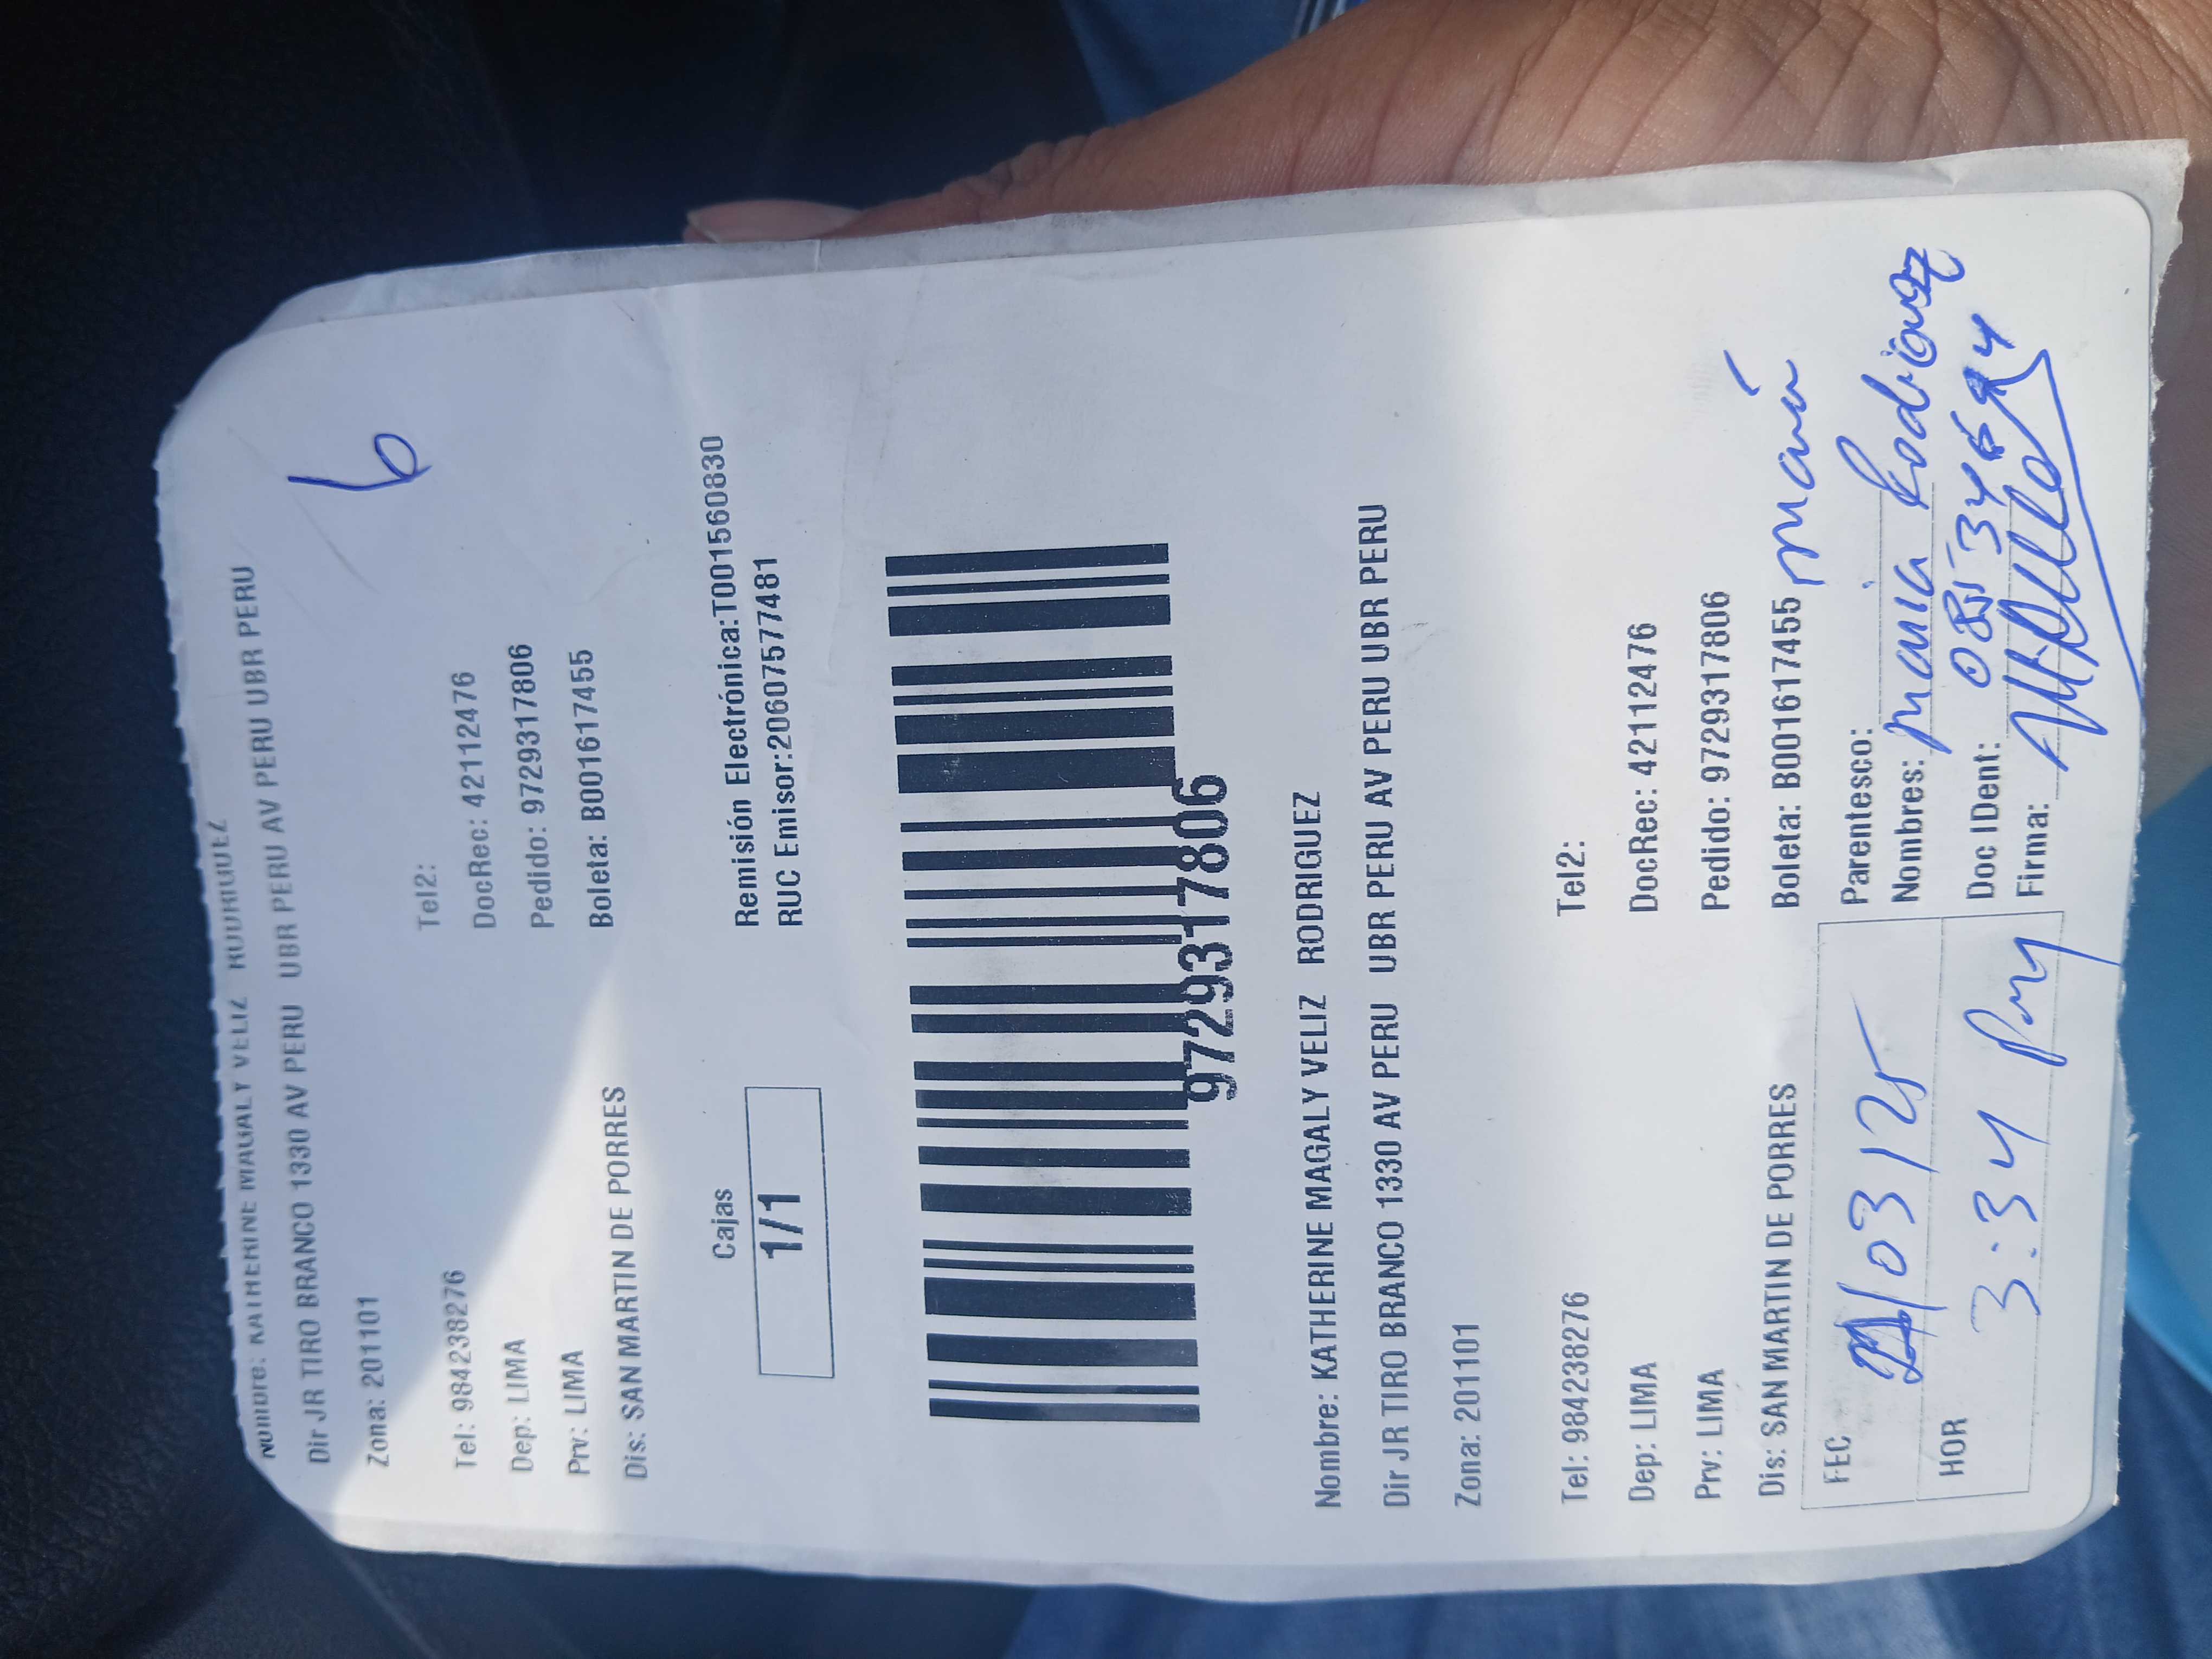 Nombre: KATHERINE MAGALY VELIZ RODRIGUEZ
Dir JR TIRO BRANCO 1330 AV PERU UBR PERU AV PERU UBR PERU
6
Zona: 201101
Tel: 984238276 Tel2:
Dep: LIMA DocRec: 42112476
Prv: LIMA Pedido: 9729317806
Dis: SAN MARTIN DE PORRES Boleta: B001617455
Cajas
1/1
Remisión Electrónica:T001560830
RUC Emisor:20607577481
9729317806
Nombre: KATHERINE MAGALY VELIZ RODRIGUEZ
Dir JR TIRO BRANCO 1330 AV PERU UBR PERU AV PERU UBR PERU
Zona: 201101
Tel: 984238276 Tel2:
Dep: LIMA DocRec: 42112476
Prv: LIMA Pedido: 9729317806
Dis: SAN MARTIN DE PORRES Boleta: B001617455
FEC /03/25 Parentesco: mamá
Nombres: maria Rodriguez
HOR 3:34 Pm Doc IDent:
Firma: